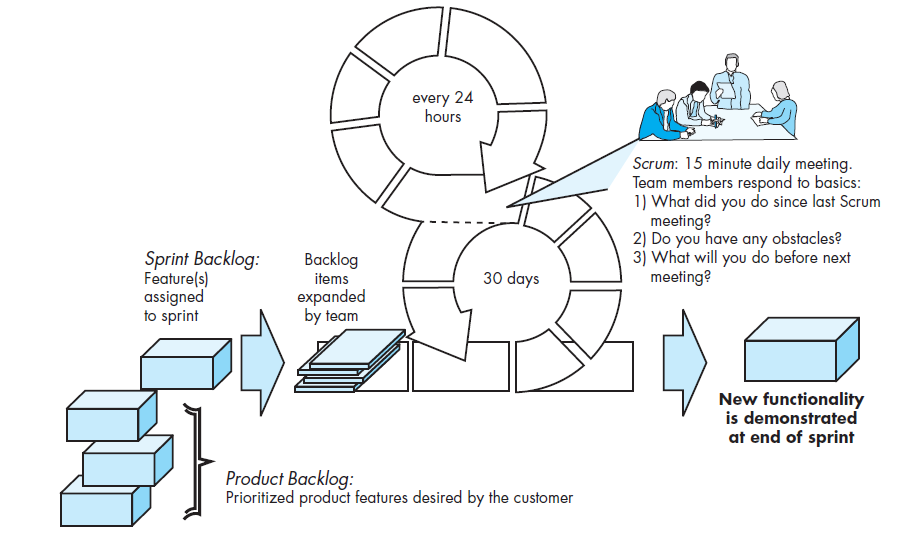 every 24
hours
Scrum: 15 minute daily meeting.
Team members respond to basics:
1) What did you do since last Scrum
meeting?
2) Do you have any obstacles?
3) What will you do before next
meeting?
Sprint Backlog:
Feature(s)
assigned
to sprint
Backlog
items
expanded
by team
30 days
New functionality
is demonstrated
at end of sprint
Product Backlog:
Prioritized product features desired by the customer